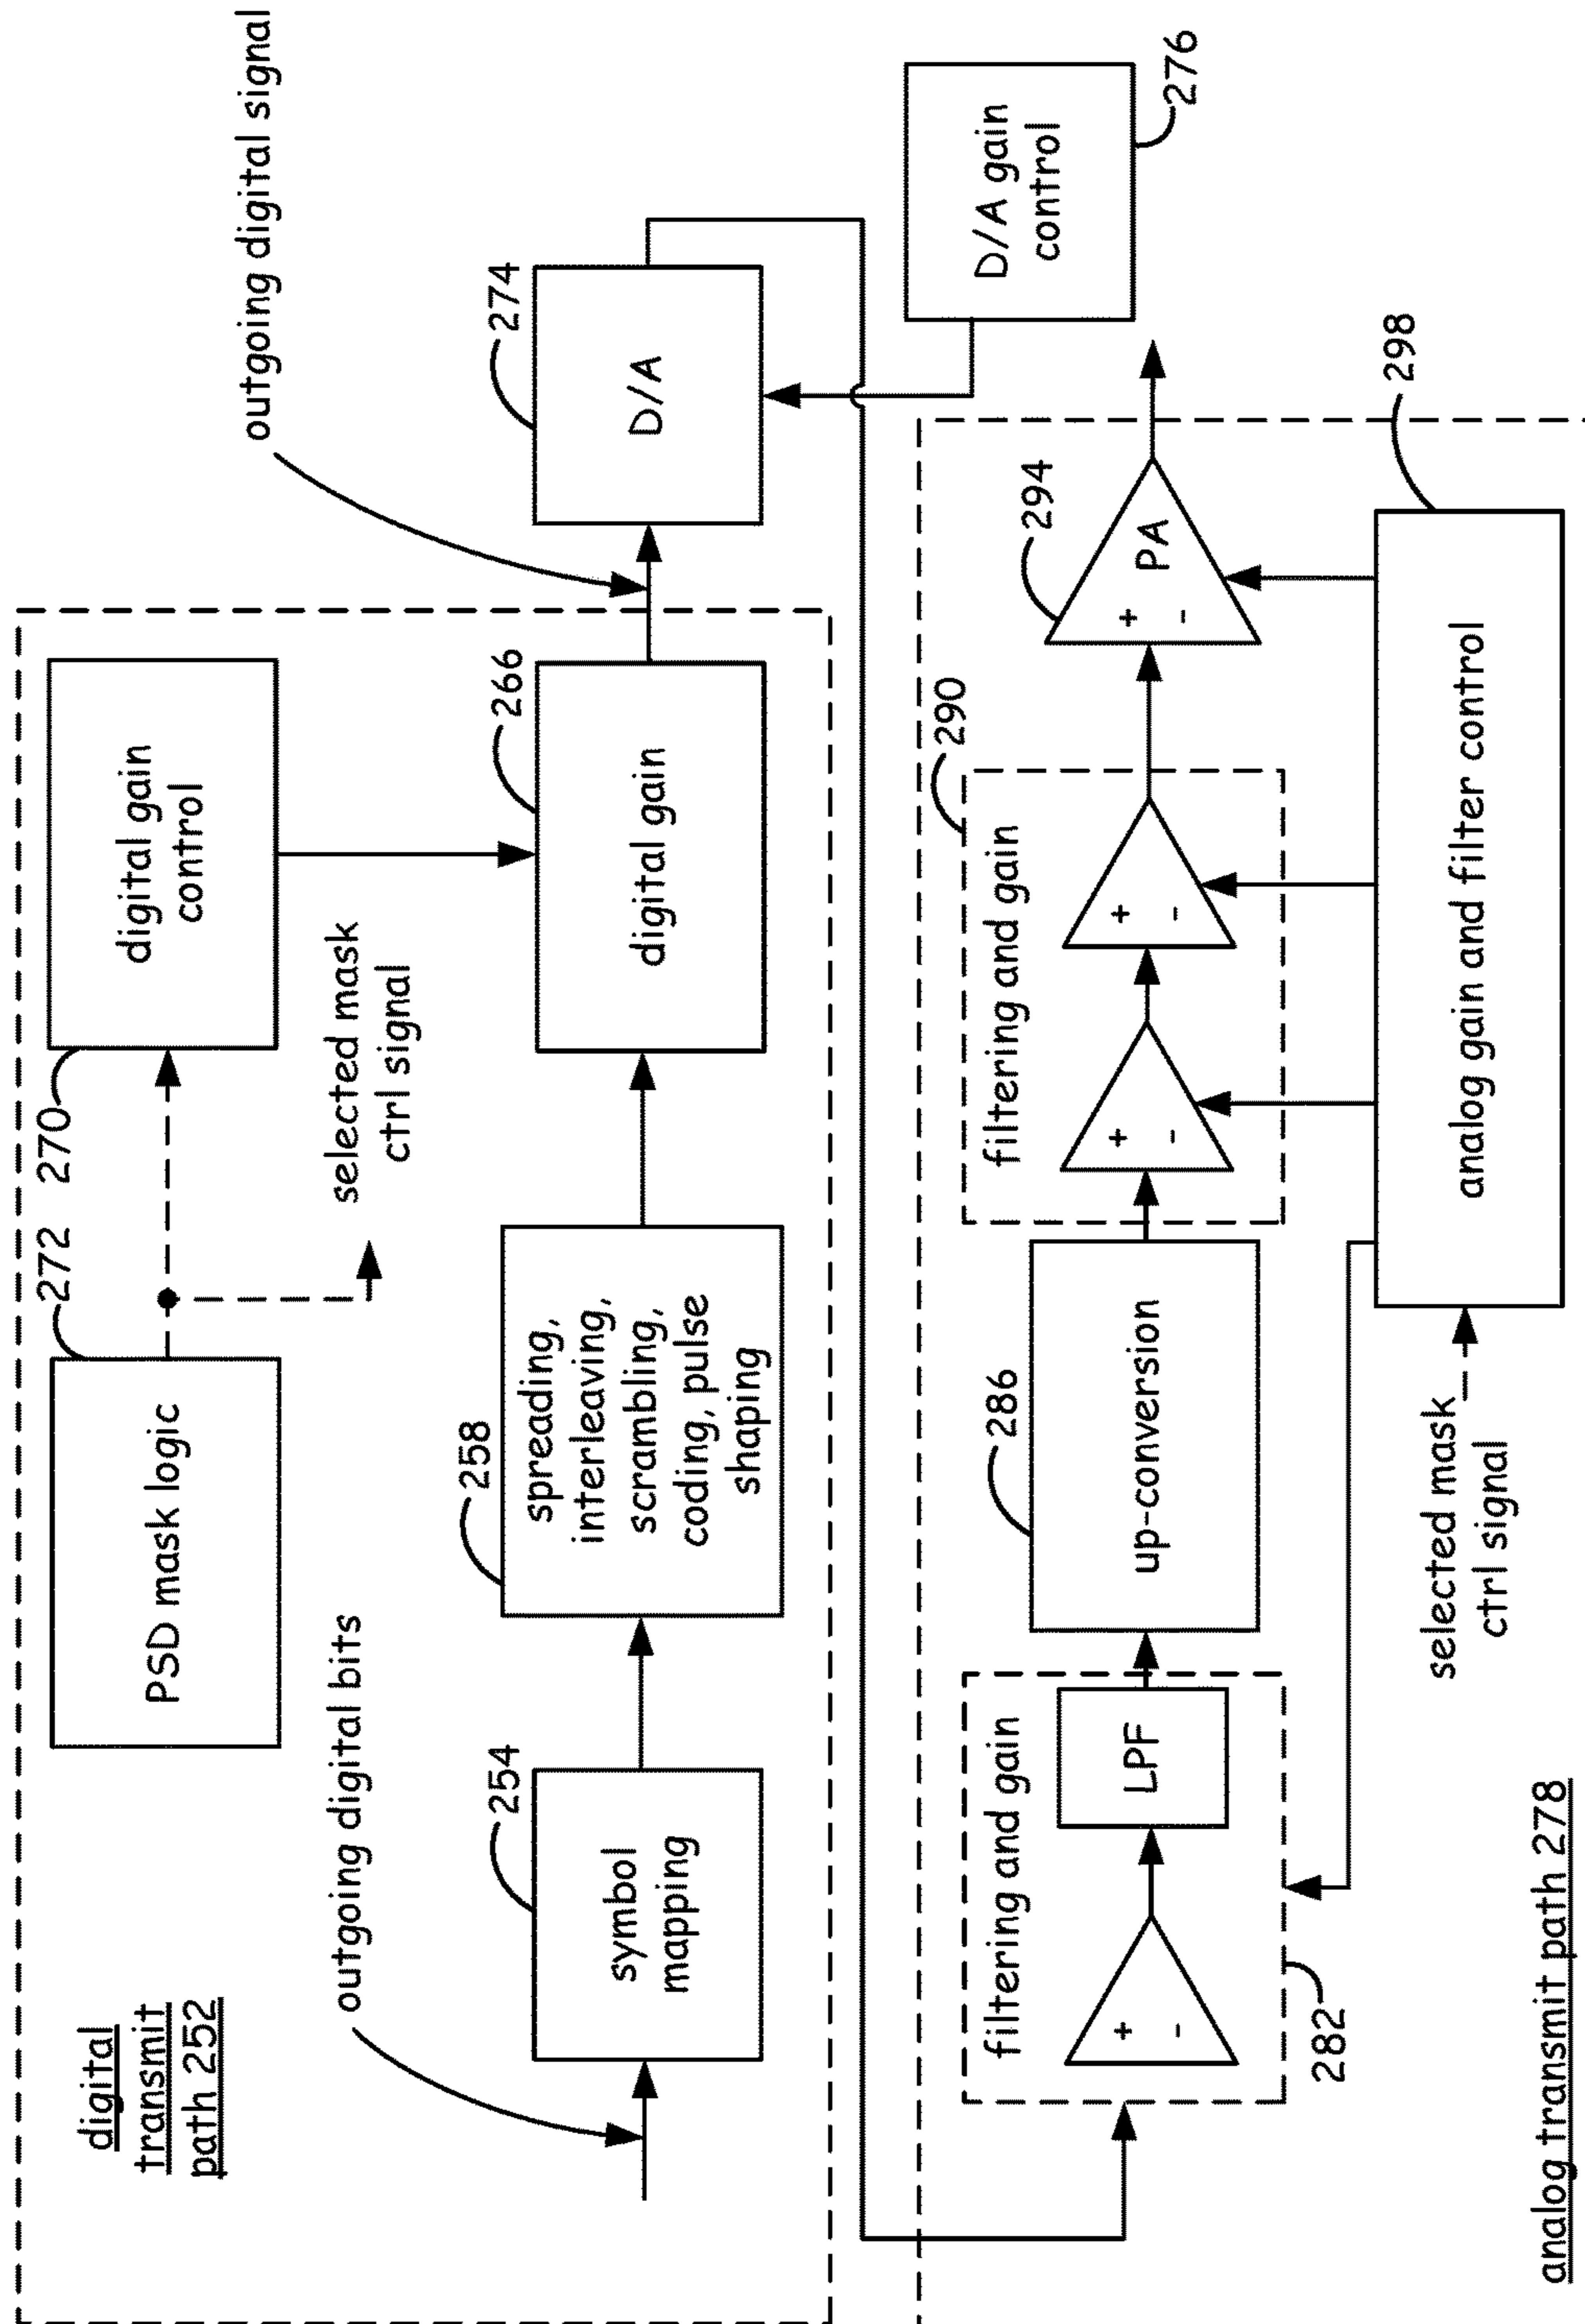 digital
transmit
path 252
PSD mask logic
272
270
digital gain
control
selected mask
ctrl signal
outgoing digital signal
outgoing digital bits
254
symbol
mapping
258
spreading,
interleaving,
scrambling,
coding, pulse
shaping
266
digital gain
274
D/A
D/A gain
control
276
filtering and gain
+
-
LPF
282
286
up-conversion
filtering and gain
290
+
-
+
-
294
+
-
PA
298
analog gain and filter control
selected mask
ctrl signal
analog transmit path 278